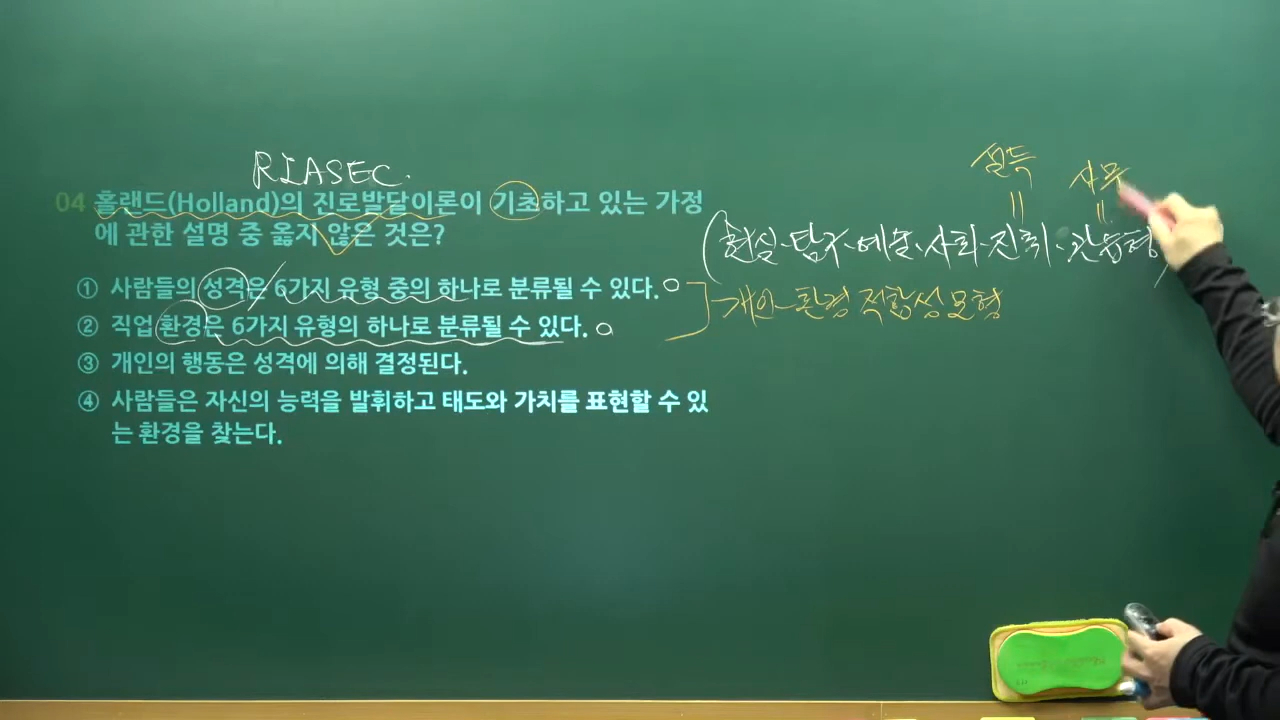 RIASEC.
04 홀랜드(Holland)의 진로발달이론이 기초하고 있는 가정
에 관한 설명 중 옳지 않은 것은?
① 사람들의 성격은 6가지 유형 중의 하나로 분류될 수 있다.
② 직업 환경은 6가지 유형의 하나로 분류될 수 있다.
③ 개인의 행동은 성격에 의해 결정된다.
④ 사람들은 자신의 능력을 발휘하고 태도와 가치를 표현할 수 있
는 환경을 찾는다.
설득 사무
(현실·탐구·예술·사회·진취·관습형)
개인-환경 적합성 모형